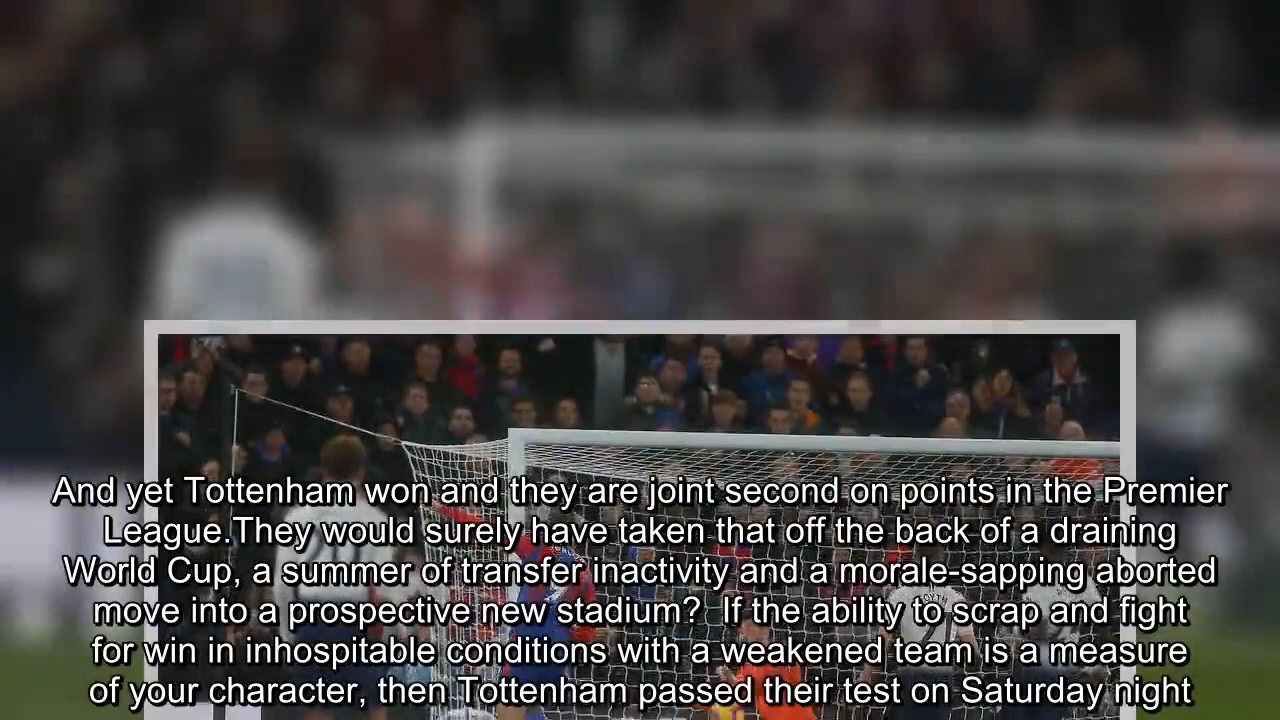 And yet Tottenham won and they are joint second on points in the Premier
League.They would surely have taken that off the back of a draining
World Cup, a summer of transfer inactivity and a morale-sapping aborted
move into a prospective new stadium?  If the ability to scrap and fight
for win in inhospitable conditions with a weakened team is a measure
of your character, then Tottenham passed their test on Saturday night